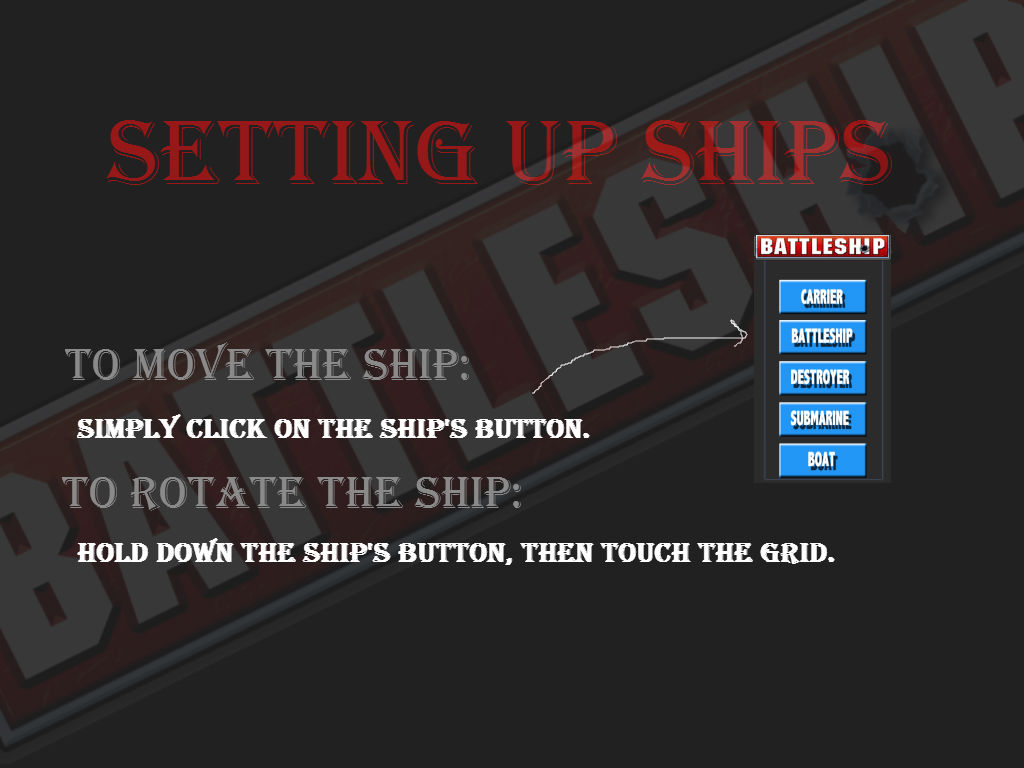 SETTING UP SHIPS
BATTLESHIP
CARRIER
BATTLESHIP
DESTROYER
SUBMARINE
BOAT
TO MOVE THE SHIP:
SIMPLY CLICK ON THE SHIP'S BUTTON.
TO ROTATE THE SHIP:
HOLD DOWN THE SHIP'S BUTTON, THEN TOUCH THE GRID.
BATTLESHIP